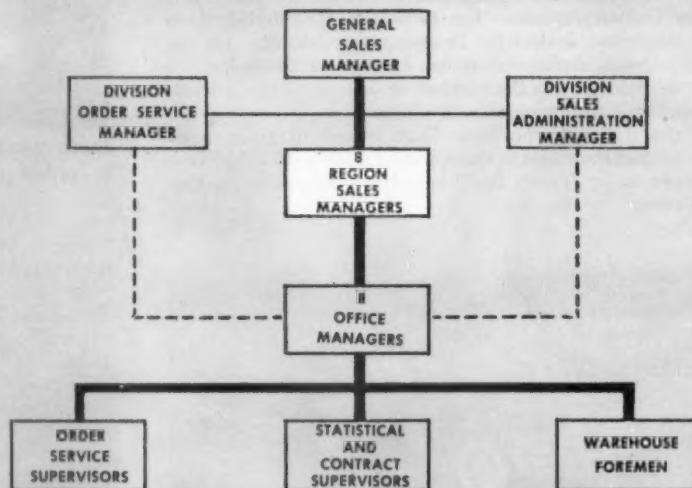 GENERAL
SALES
MANAGER
DIVISION
ORDER SERVICE
MANAGER
DIVISION
SALES
ADMINISTRATION
MANAGER
8
REGION
SALES
MANAGERS
OFFICE
MANAGERS
ORDER
SERVICE
SUPERVISORS
STATISTICAL
AND
CONTRACT
SUPERVISORS
WAREHOUSE
FOREMEN